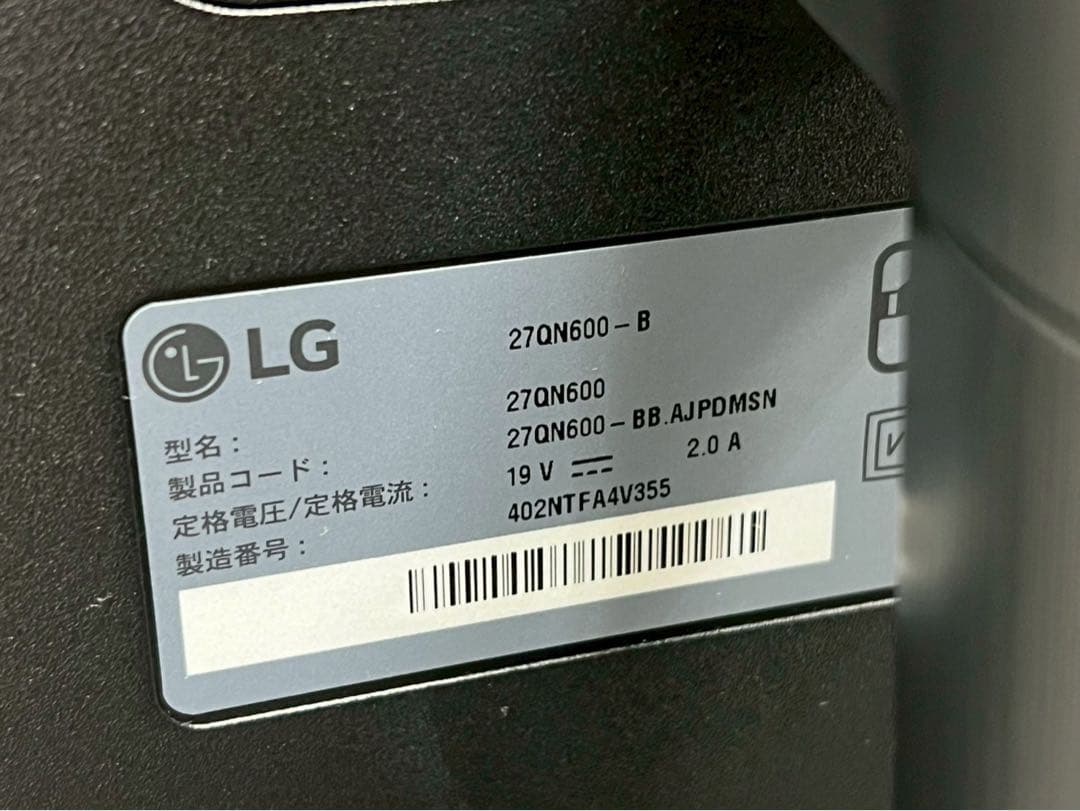 LG 27QN600-B
型名: 27QN600
製品コード: 27QN600-BB.AJPDMSN
定格電圧/定格電流: 19 V ⎓ 2.0 A
製造番号: 402NTFA4V355